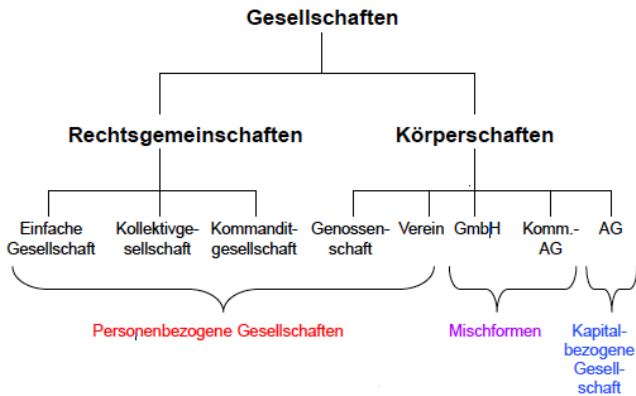 Gesellschaften
Rechtsgemeinschaften
Körperschaften
Einfache
Gesellschaft
Kollektivge-
sellschaft
Kommandit-
gesellschaft
Genossen-
schaft
Verein
GmbH
Komm.-
AG
AG
Personenbezogene Gesellschaften
Mischformen
Kapital-
bezogene
Gesell-
schaft